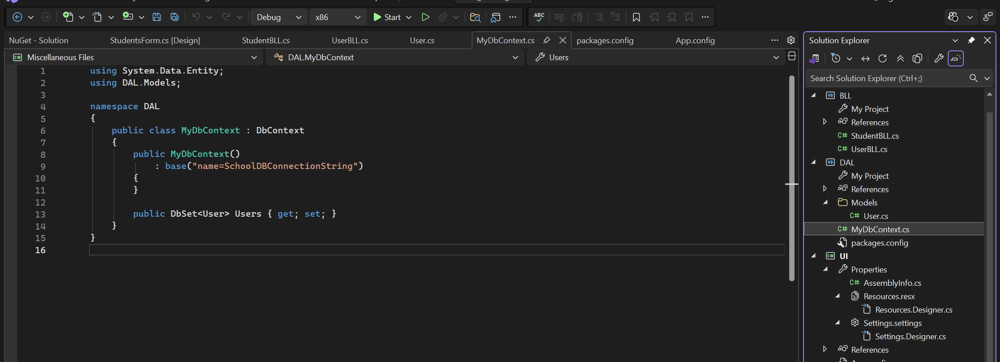 Debug
x86
Start
ABC
NuGet - Solution
StudentsForm.cs [Design]
StudentBLL.cs
UserBLL.cs
User.cs
MyDbContext.cs
packages.config
App.config
C# Miscellaneous Files
DAL.MyDbContext
Users
1 using System.Data.Entity;
2 using DAL.Models;
3
4 namespace DAL
5 {
6 public class MyDbContext : DbContext
7 {
8 public MyDbContext()
9 : base("name=SchoolDBConnectionString")
10 {
11 }
12
13 public DbSet<User> Users { get; set; }
14 }
15 }
16
Solution Explorer
Search Solution Explorer (Ctrl+;)
VB BLL
My Project
References
C# StudentBLL.cs
C# UserBLL.cs
VB DAL
My Project
References
Models
C# User.cs
C# MyDbContext.cs
packages.config
C# UI
Properties
C# AssemblyInfo.cs
Resources.resx
Resources.Designer.cs
Settings.settings
Settings.Designer.cs
References